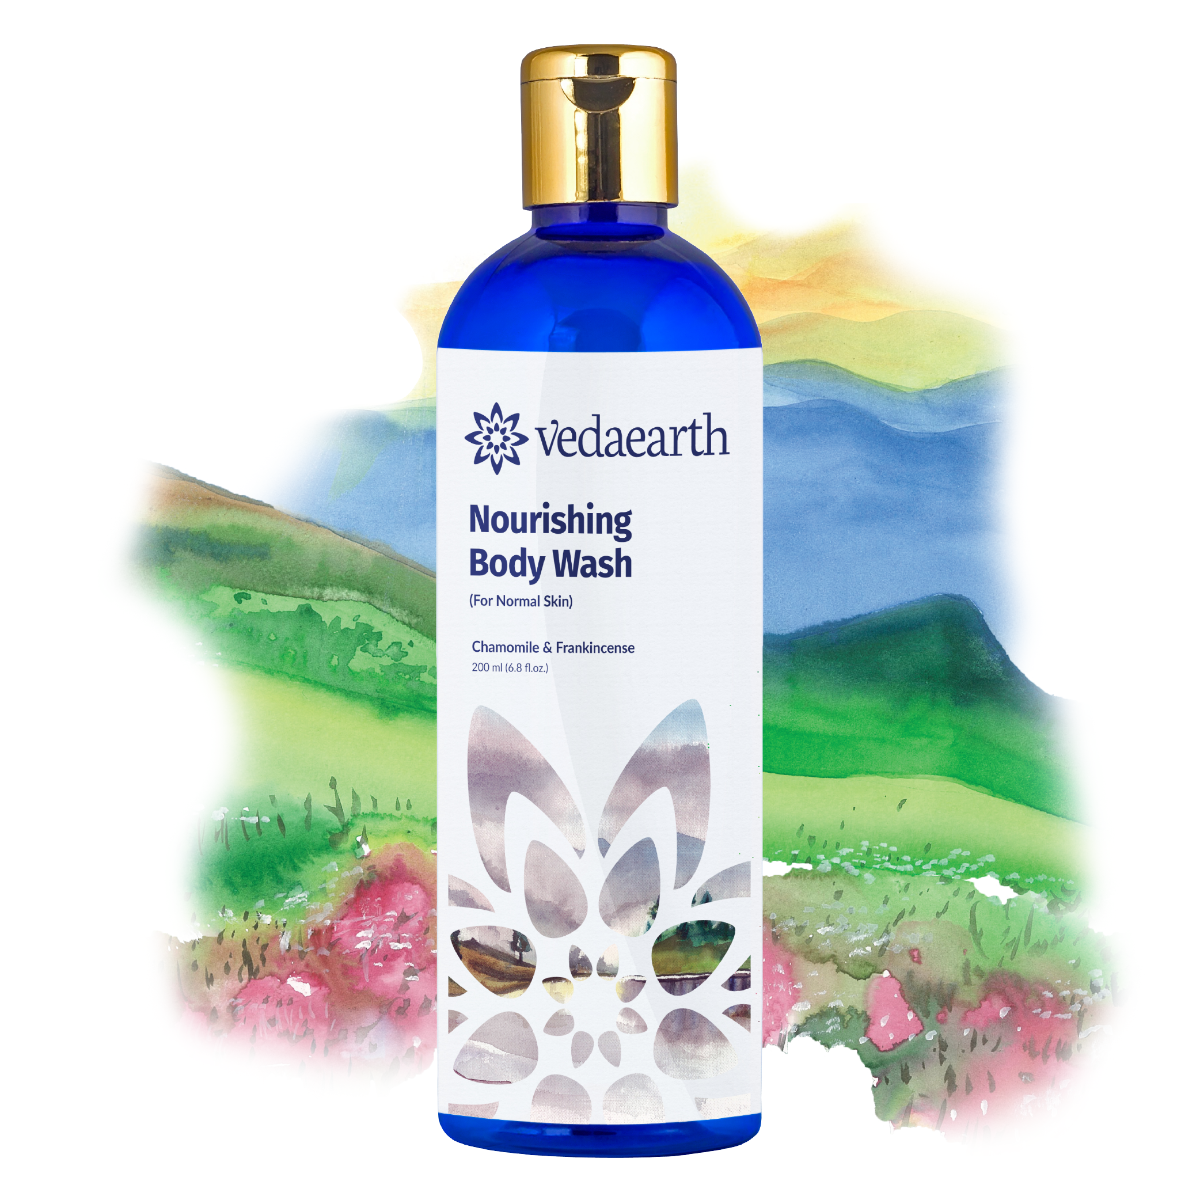 vedaearth
Nourishing
Body Wash
(For Normal Skin)
Chamomile & Frankincense
200 ml (6.8 fl.oz.)